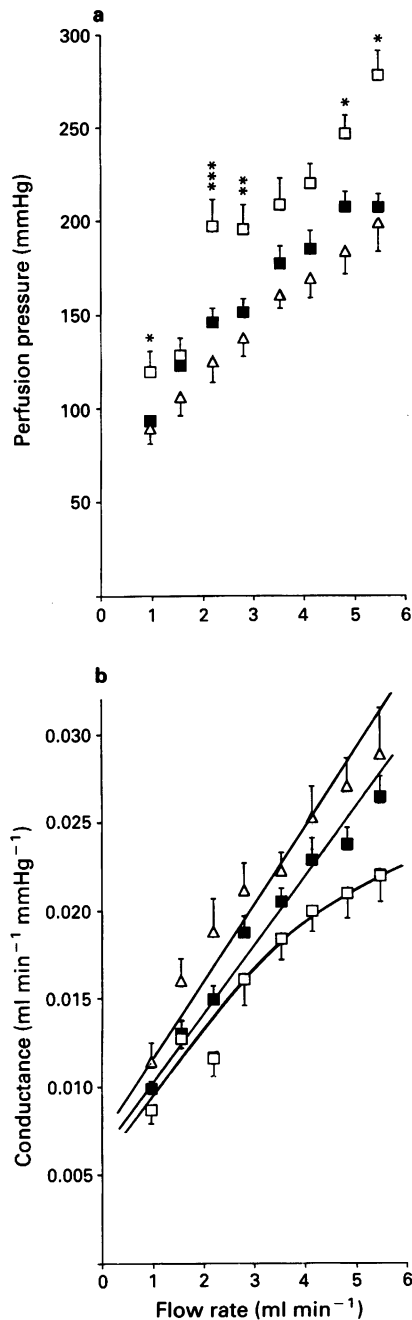 a
300
250
200
150
100
50
0 1 2 3 4 5 6
Perfusion pressure (mmHg)
*
***
**
*
*
b
0.030
0.025
0.020
0.015
0.010
0.005
0 1 2 3 4 5 6
Conductance (ml min⁻¹ mmHg⁻¹)
Flow rate (ml min⁻¹)